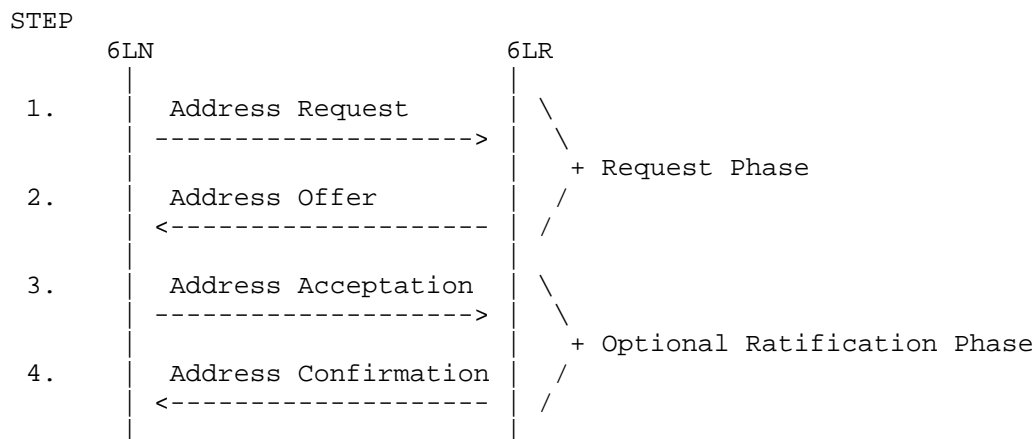 STEP
6LN 6LR
1. Address Request
+ Request Phase
2. Address Offer
3. Address Acceptation
+ Optional Ratification Phase
4. Address Confirmation